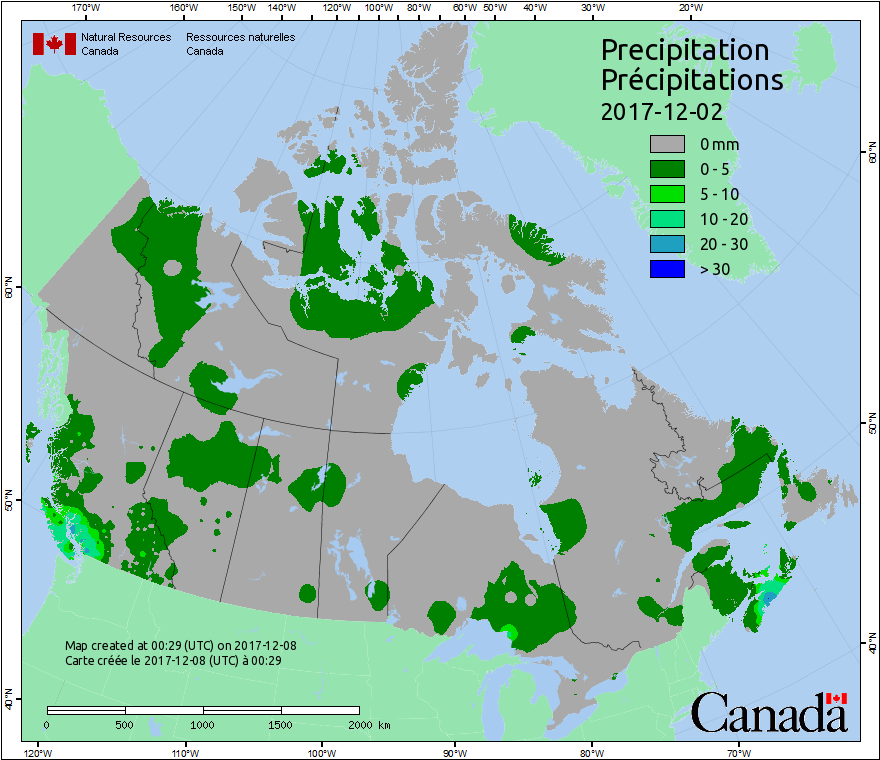 170°W 160°W 150°W 140°W 130°W 120°W 110°W 100°W 90°W 80°W 60°W 50°W 40°W 30°W 20°W
Natural Resources Ressources naturelles
Canada Canada
Precipitation
Précipitations
2017-12-02
0 mm
0 - 5
5 - 10
10 - 20
20 - 30
> 30
60°N
60°N
50°N
50°N
40°N
40°N
Map created at 00:29 (UTC) on 2017-12-08
Carte créée le 2017-12-08 (UTC) à 00:29
0 500 1000 1500 2000 km
Canada
120°W 110°W 100°W 90°W 80°W 70°W